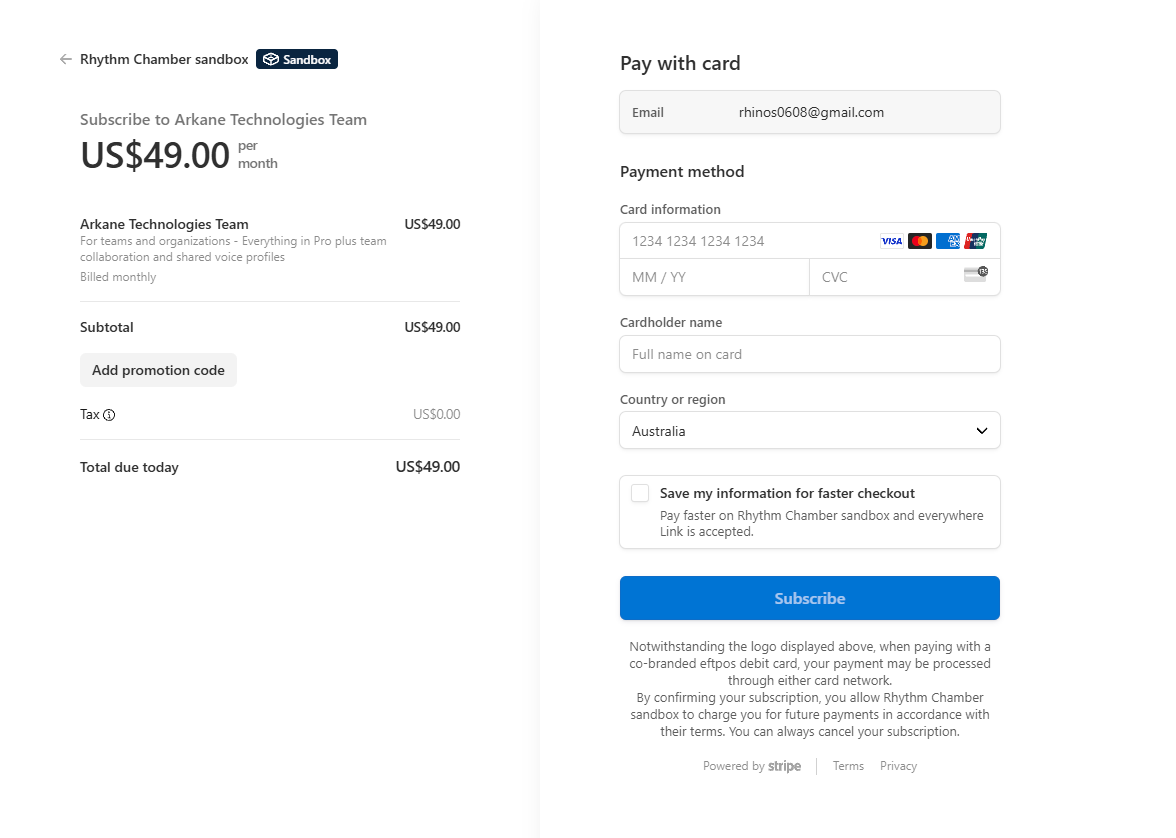 Rhythm Chamber sandbox Sandbox
Subscribe to Arkane Technologies Team
US$49.00 per month
Arkane Technologies Team US$49.00
For teams and organizations - Everything in Pro plus team
collaboration and shared voice profiles
Billed monthly
Subtotal US$49.00
Add promotion code
Tax US$0.00
Total due today US$49.00
Pay with card
Email rhinos0608@gmail.com
Payment method
Card information
1234 1234 1234 1234 VISA
MM / YY CVC
Cardholder name
Full name on card
Country or region
Australia
Save my information for faster checkout
Pay faster on Rhythm Chamber sandbox and everywhere
Link is accepted.
Subscribe
Notwithstanding the logo displayed above, when paying with a
co-branded eftpos debit card, your payment may be processed
through either card network.
By confirming your subscription, you allow Rhythm Chamber
sandbox to charge you for future payments in accordance with
their terms. You can always cancel your subscription.
Powered by stripe Terms Privacy